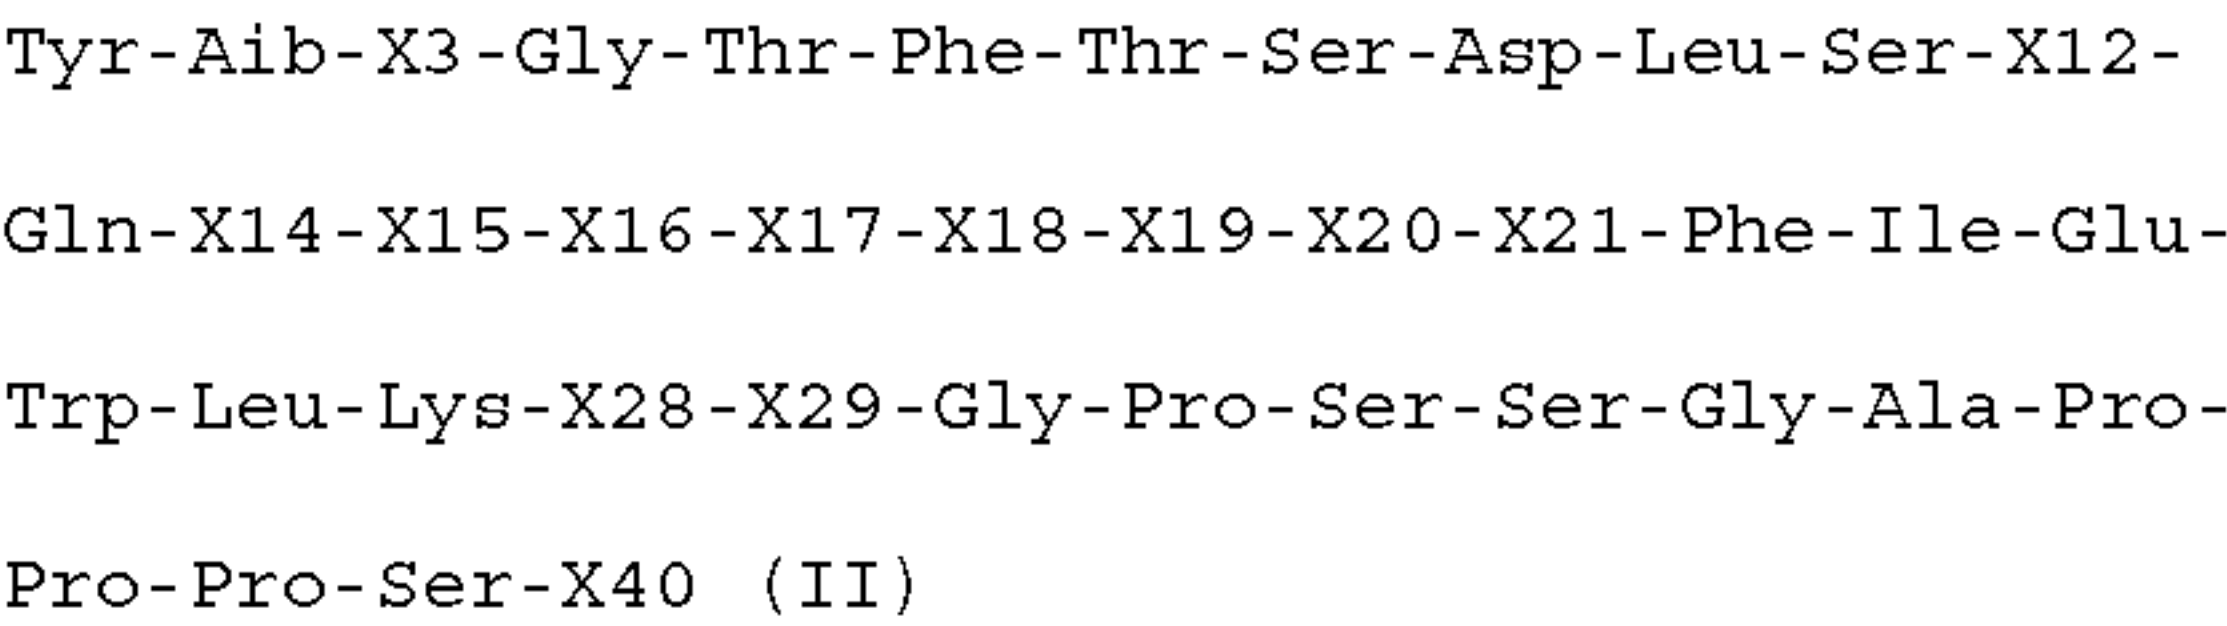 Tyr-Aib-X3-Gly-Thr-Phe-Thr-Ser-Asp-Leu-Ser-X12-
Gln-X14-X15-X16-X17-X18-X19-X20-X21-Phe-Ile-Glu-
Trp-Leu-Lys-X28-X29-Gly-Pro-Ser-Ser-Gly-Ala-Pro-
Pro-Pro-Ser-X40 (II)